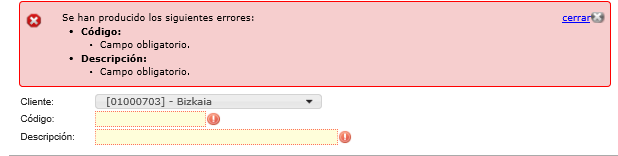 Se han producido los siguientes errores:
cerrar
Código:
Campo obligatorio.
Descripción:
Campo obligatorio.
Cliente: [01000703] - Bizkaia
Código:
Descripción: